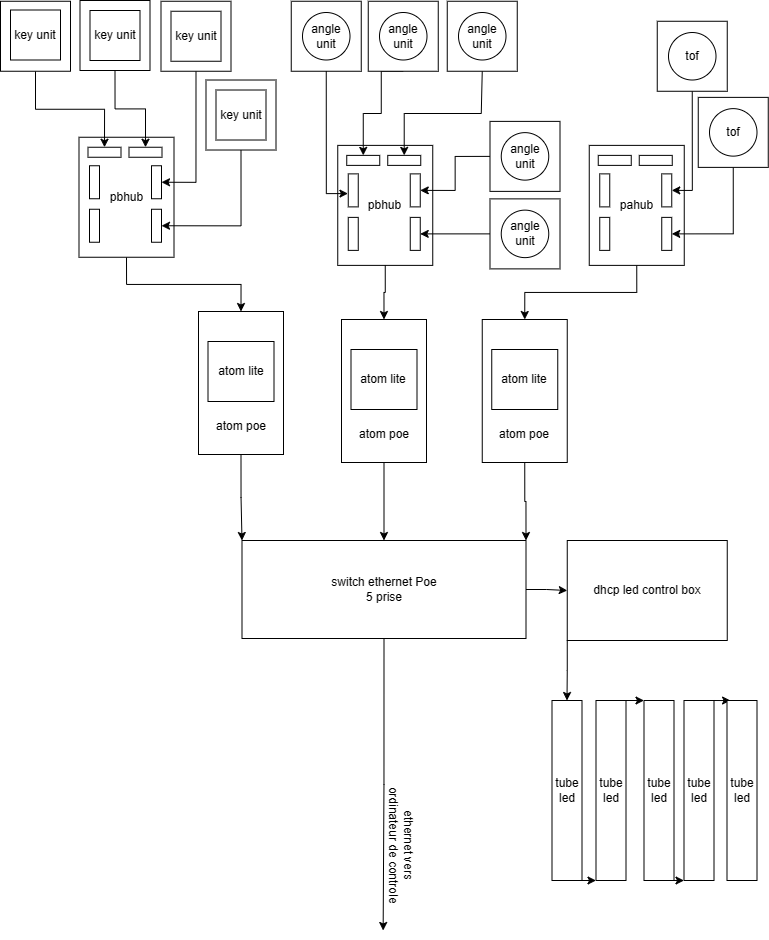 key unit
key unit
key unit
key unit
angle
unit
angle
unit
angle
unit
angle
unit
angle
unit
tof
tof
pbhub
pbhub
pahub
atom lite
atom poe
atom lite
atom poe
atom lite
atom poe
switch ethernet Poe
5 prise
dhcp led control box
tube
led
tube
led
tube
led
tube
led
tube
led
ethernet vers
ordinateur de controle